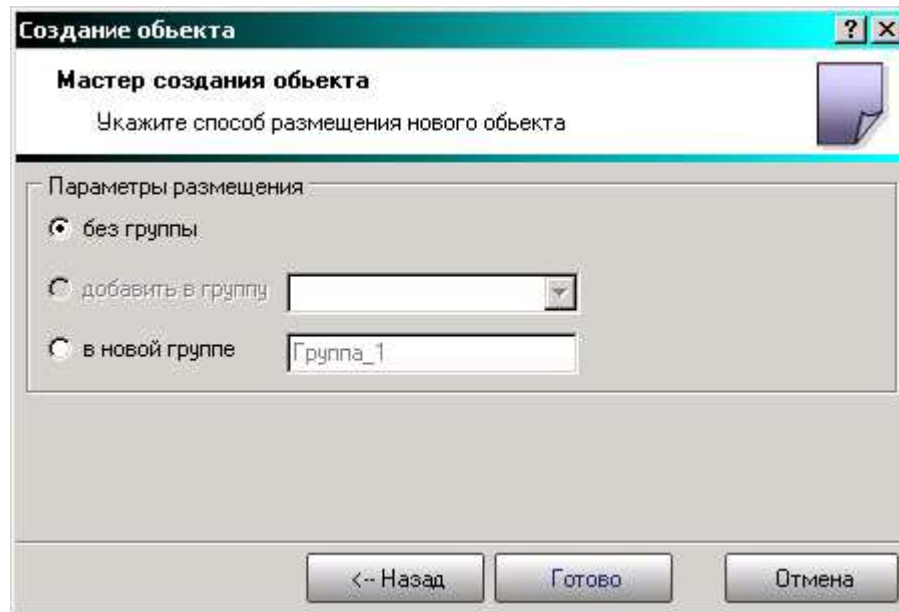 Создание обьекта
Мастер создания обьекта
Укажите способ размещения нового обьекта
Параметры размещения
без группы
добавить в группу
в новой группе Группа_1
<-- Назад Готово Отмена